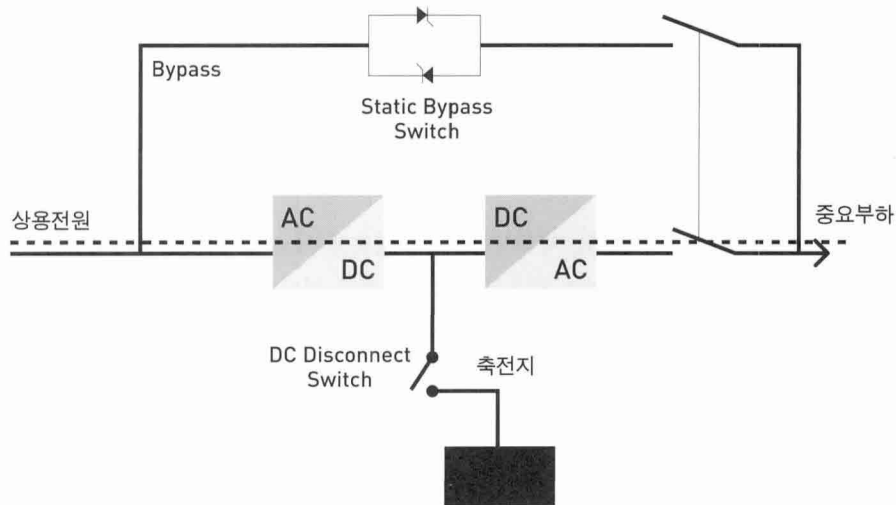 Bypass
Static Bypass
Switch
상용전원
AC
DC
DC
AC
중요부하
DC Disconnect
Switch
축전지